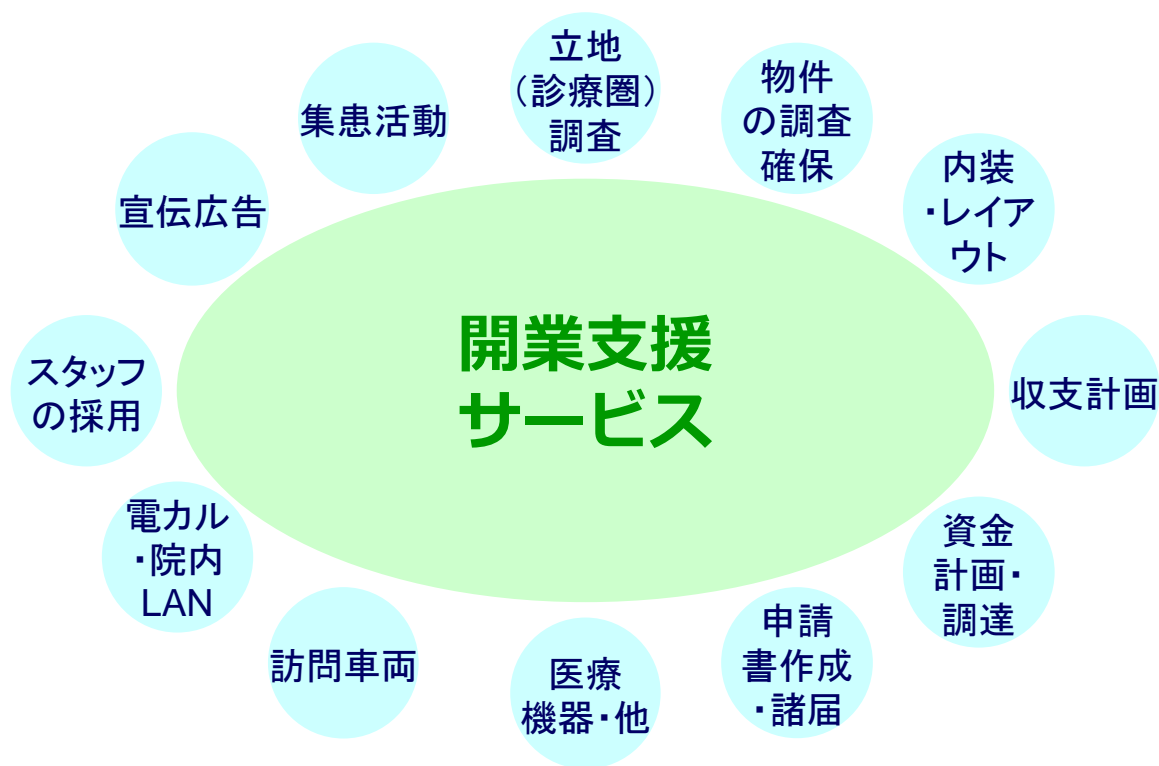 立地
（診療圏）
調査
物件
の調査
確保
内装
・レイア
ウト
収支計画
資金
計画・
調達
申請
書作成
・諸届
医療
機器・他
訪問車両
電カル
・院内
LAN
スタッフ
の採用
宣伝広告
集患活動
開業支援
サービス